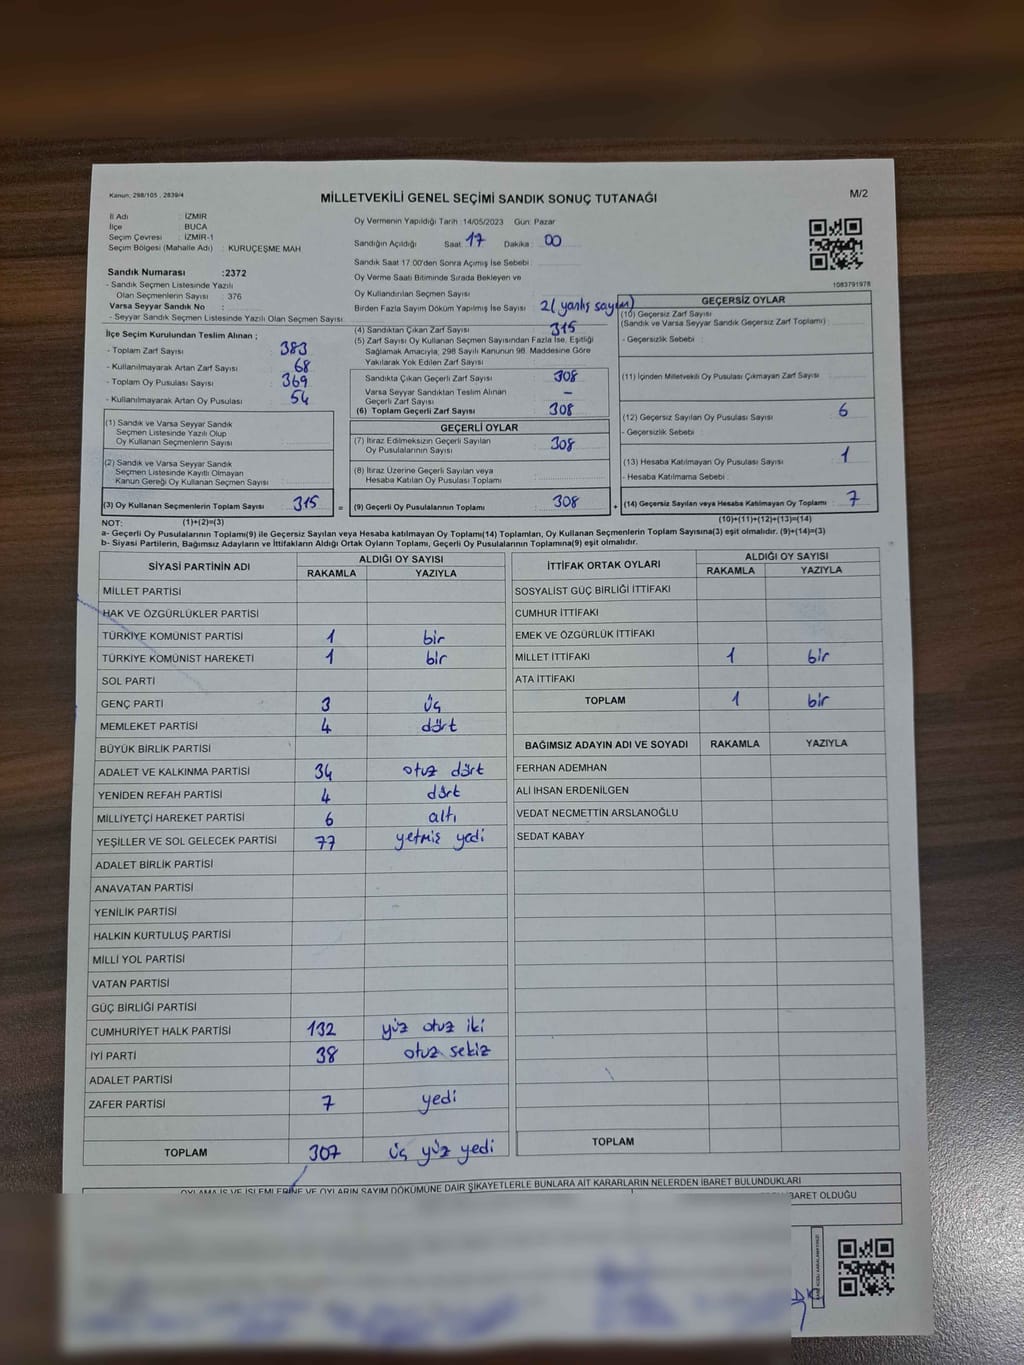 Kanun: 298/105 , 2839/4
MİLLETVEKİLİ GENEL SEÇİMİ SANDIK SONUÇ TUTANAĞI
M/2
İl Adı : İZMİR
İlçe : BUCA
Seçim Çevresi : İZMİR-1
Seçim Bölgesi (Mahalle Adı) : KURUÇEŞME MAH
Oy Vermenin Yapıldığı Tarih :14/05/2023 Gün: Pazar
Sandığın Açıldığı Saat :17 Dakika : 00
Sandık Saat 17.00'den Sonra Açımış İse Sebebi :
Oy Verme Saati Bitiminde Sırada Bekleyen ve
Oy Kullandırılan Seçmen Sayısı :
Birden Fazla Sayım Döküm Yapılmış İse Sayısı : 2 (yanlış sayım)
1083791978
Sandık Numarası :2372
- Sandık Seçmen Listesinde Yazılı
Olan Seçmenlerin Sayısı : 376
Varsa Seyyar Sandık No :
- Seyyar Sandık Seçmen Listesinde Yazılı Olan Seçmen Sayısı:
İlçe Seçim Kurulundan Teslim Alınan ;
- Toplam Zarf Sayısı : 383
- Kullanılmayarak Artan Zarf Sayısı : 68
- Toplam Oy Pusulası Sayısı : 369
- Kullanılmayarak Artan Oy Pusulası : 54
(1) Sandık ve Varsa Seyyar Sandık
Seçmen Listesinde Yazılı Olup
Oy Kullanan Seçmenlerin Sayısı :
(2) Sandık ve Varsa Seyyar Sandık
Seçmen Listesinde Kayıtlı Olmayan
Kanun Gereği Oy Kullanan Seçmen Sayısı :
(3) Oy Kullanan Seçmenlerin Toplam Sayısı : 315
(4) Sandıktan Çıkan Zarf Sayısı : 315
(5) Zarf Sayısı Oy Kullanan Seçmen Sayısından Fazla İse, Eşitliği
Sağlamak Amacıyla, 298 Sayılı Kanunun 98. Maddesine Göre
Yakılarak Yok Edilen Zarf Sayısı :
Sandıkta Çıkan Geçerli Zarf Sayısı : 308
Varsa Seyyar Sandıktan Teslim Alınan
Geçerli Zarf Sayısı : –
(6) Toplam Geçerli Zarf Sayısı : 308
GEÇERLİ OYLAR
(7) İtiraz Edilmeksizin Geçerli Sayılan
Oy Pusulalarının Sayısı : 308
(8) İtiraz Üzerine Geçerli Sayılan veya
Hesaba Katılan Oy Pusulası Toplamı :
= (9) Geçerli Oy Pusulalarının Toplamı : 308
GEÇERSİZ OYLAR
(10) Geçersiz Zarf Sayısı
(Sandık ve Varsa Seyyar Sandık Geçersiz Zarf Toplamı) :
- Geçersizlik Sebebi :
(11) İçinden Milletvekili Oy Pusulası Çıkmayan Zarf Sayısı :
(12) Geçersiz Sayılan Oy Pusulası Sayısı : 6
- Geçersizlik Sebebi :
(13) Hesaba Katılmayan Oy Pusulası Sayısı : 1
- Hesaba Katılmama Sebebi :
+ (14) Geçersiz Sayılan veya Hesaba Katılmayan Oy Toplamı : 7
NOT: (1)+(2)=(3)
(10)+(11)+(12)+(13)=(14)
a- Geçerli Oy Pusulalarının Toplamı(9) ile Geçersiz Sayılan veya Hesaba katılmayan Oy Toplamı(14) Toplamları, Oy Kullanan Seçmenlerin Toplam Sayısına(3) eşit olmalıdır. (9)+(14)=(3)
b- Siyasi Partilerin, Bağımsız Adayların ve İttifakların Aldığı Ortak Oyların Toplamı, Geçerli Oy Pusulalarının Toplamına(9) eşit olmalıdır.
SİYASİ PARTİNİN ADI
ALDIĞI OY SAYISI
RAKAMLA YAZIYLA
MİLLET PARTİSİ
HAK VE ÖZGÜRLÜKLER PARTİSİ
TÜRKİYE KOMÜNİST PARTİSİ 1 bir
TÜRKİYE KOMÜNİST HAREKETİ 1 bir
SOL PARTİ
GENÇ PARTİ 3 üç
MEMLEKET PARTİSİ 4 dört
BÜYÜK BİRLİK PARTİSİ
ADALET VE KALKINMA PARTİSİ 34 otuz dört
YENİDEN REFAH PARTİSİ 4 dört
MİLLİYETÇİ HAREKET PARTİSİ 6 altı
YEŞİLLER VE SOL GELECEK PARTİSİ 77 yetmiş yedi
ADALET BİRLİK PARTİSİ
ANAVATAN PARTİSİ
YENİLİK PARTİSİ
HALKIN KURTULUŞ PARTİSİ
MİLLİ YOL PARTİSİ
VATAN PARTİSİ
GÜÇ BİRLİĞİ PARTİSİ
CUMHURİYET HALK PARTİSİ 132 yüz otuz iki
İYİ PARTİ 38 otuz sekiz
ADALET PARTİSİ
ZAFER PARTİSİ 7 yedi
TOPLAM 307 üç yüz yedi
İTTİFAK ORTAK OYLARI
ALDIĞI OY SAYISI
RAKAMLA YAZIYLA
SOSYALİST GÜÇ BİRLİĞİ İTTİFAKI
CUMHUR İTTİFAKI
EMEK VE ÖZGÜRLÜK İTTİFAKI
MİLLET İTTİFAKI 1 bir
ATA İTTİFAKI
TOPLAM 1 bir
BAĞIMSIZ ADAYIN ADI VE SOYADI RAKAMLA YAZIYLA
FERHAN ADEMHAN
ALİ İHSAN ERDENİLGEN
VEDAT NECMETTİN ARSLANOĞLU
SEDAT KABAY
TOPLAM
OYLAMA İŞ VE İŞLEMLERİNE VE OYLARIN SAYIM DÖKÜMÜNE DAİR ŞİKAYETLERLE BUNLARA AİT KARARLARIN NELERDEN İBARET BULUNDUKLARI
İBARET OLDUĞU